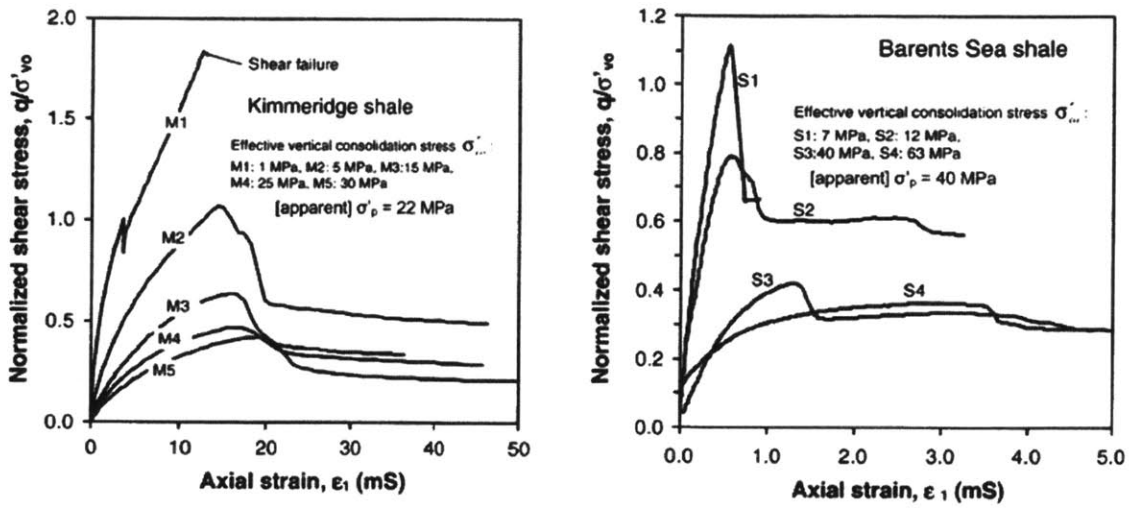 Normalized shear stress, q/σ'vo
2.0
1.5
1.0
0.5
0.0
0
10
20
30
40
50
Axial strain, ε1 (mS)
Shear failure
Kimmeridge shale
M1
Effective vertical consolidation stress
M1: 1 MPa, M2: 5 MPa, M3:15 MPa,
M4: 25 MPa, M5: 30 MPa
[apparent] σ'p = 22 MPa
M2
M3
M4
M5
Normalized shear stress, q/σ'vo
1.2
1.0
0.8
0.6
0.4
0.2
0.0
0.0
1.0
2.0
3.0
4.0
5.0
Axial strain, ε 1 (mS)
Barents Sea shale
S1
Effective vertical consolidation stress
S1: 7 MPa, S2: 12 MPa,
S3:40 MPa, S4: 63 MPa
[apparent] σ'p = 40 MPa
S2
S3
S4